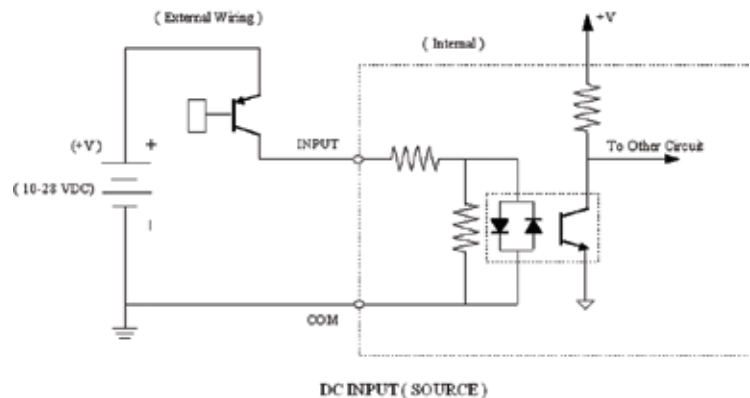 ( External Wiring )
+V
( Internal )
INPUT
(+V)
+
To Other Circuit
( 10-28 VDC)
COM
DC INPUT ( SOURCE )